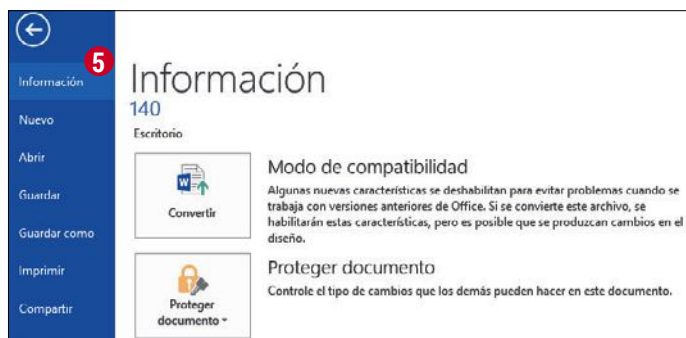 5
Información
Nuevo
Abrir
Guardar
Guardar como
Imprimir
Compartir
Información
140
Escritorio
Convertir
Modo de compatibilidad
Algunas nuevas características se deshabilitan para evitar problemas cuando se
trabaja con versiones anteriores de Office. Si se convierte este archivo, se
habilitarán estas características, pero es posible que se produzcan cambios en el
diseño.
Proteger
documento
Proteger documento
Controle el tipo de cambios que los demás pueden hacer en este documento.